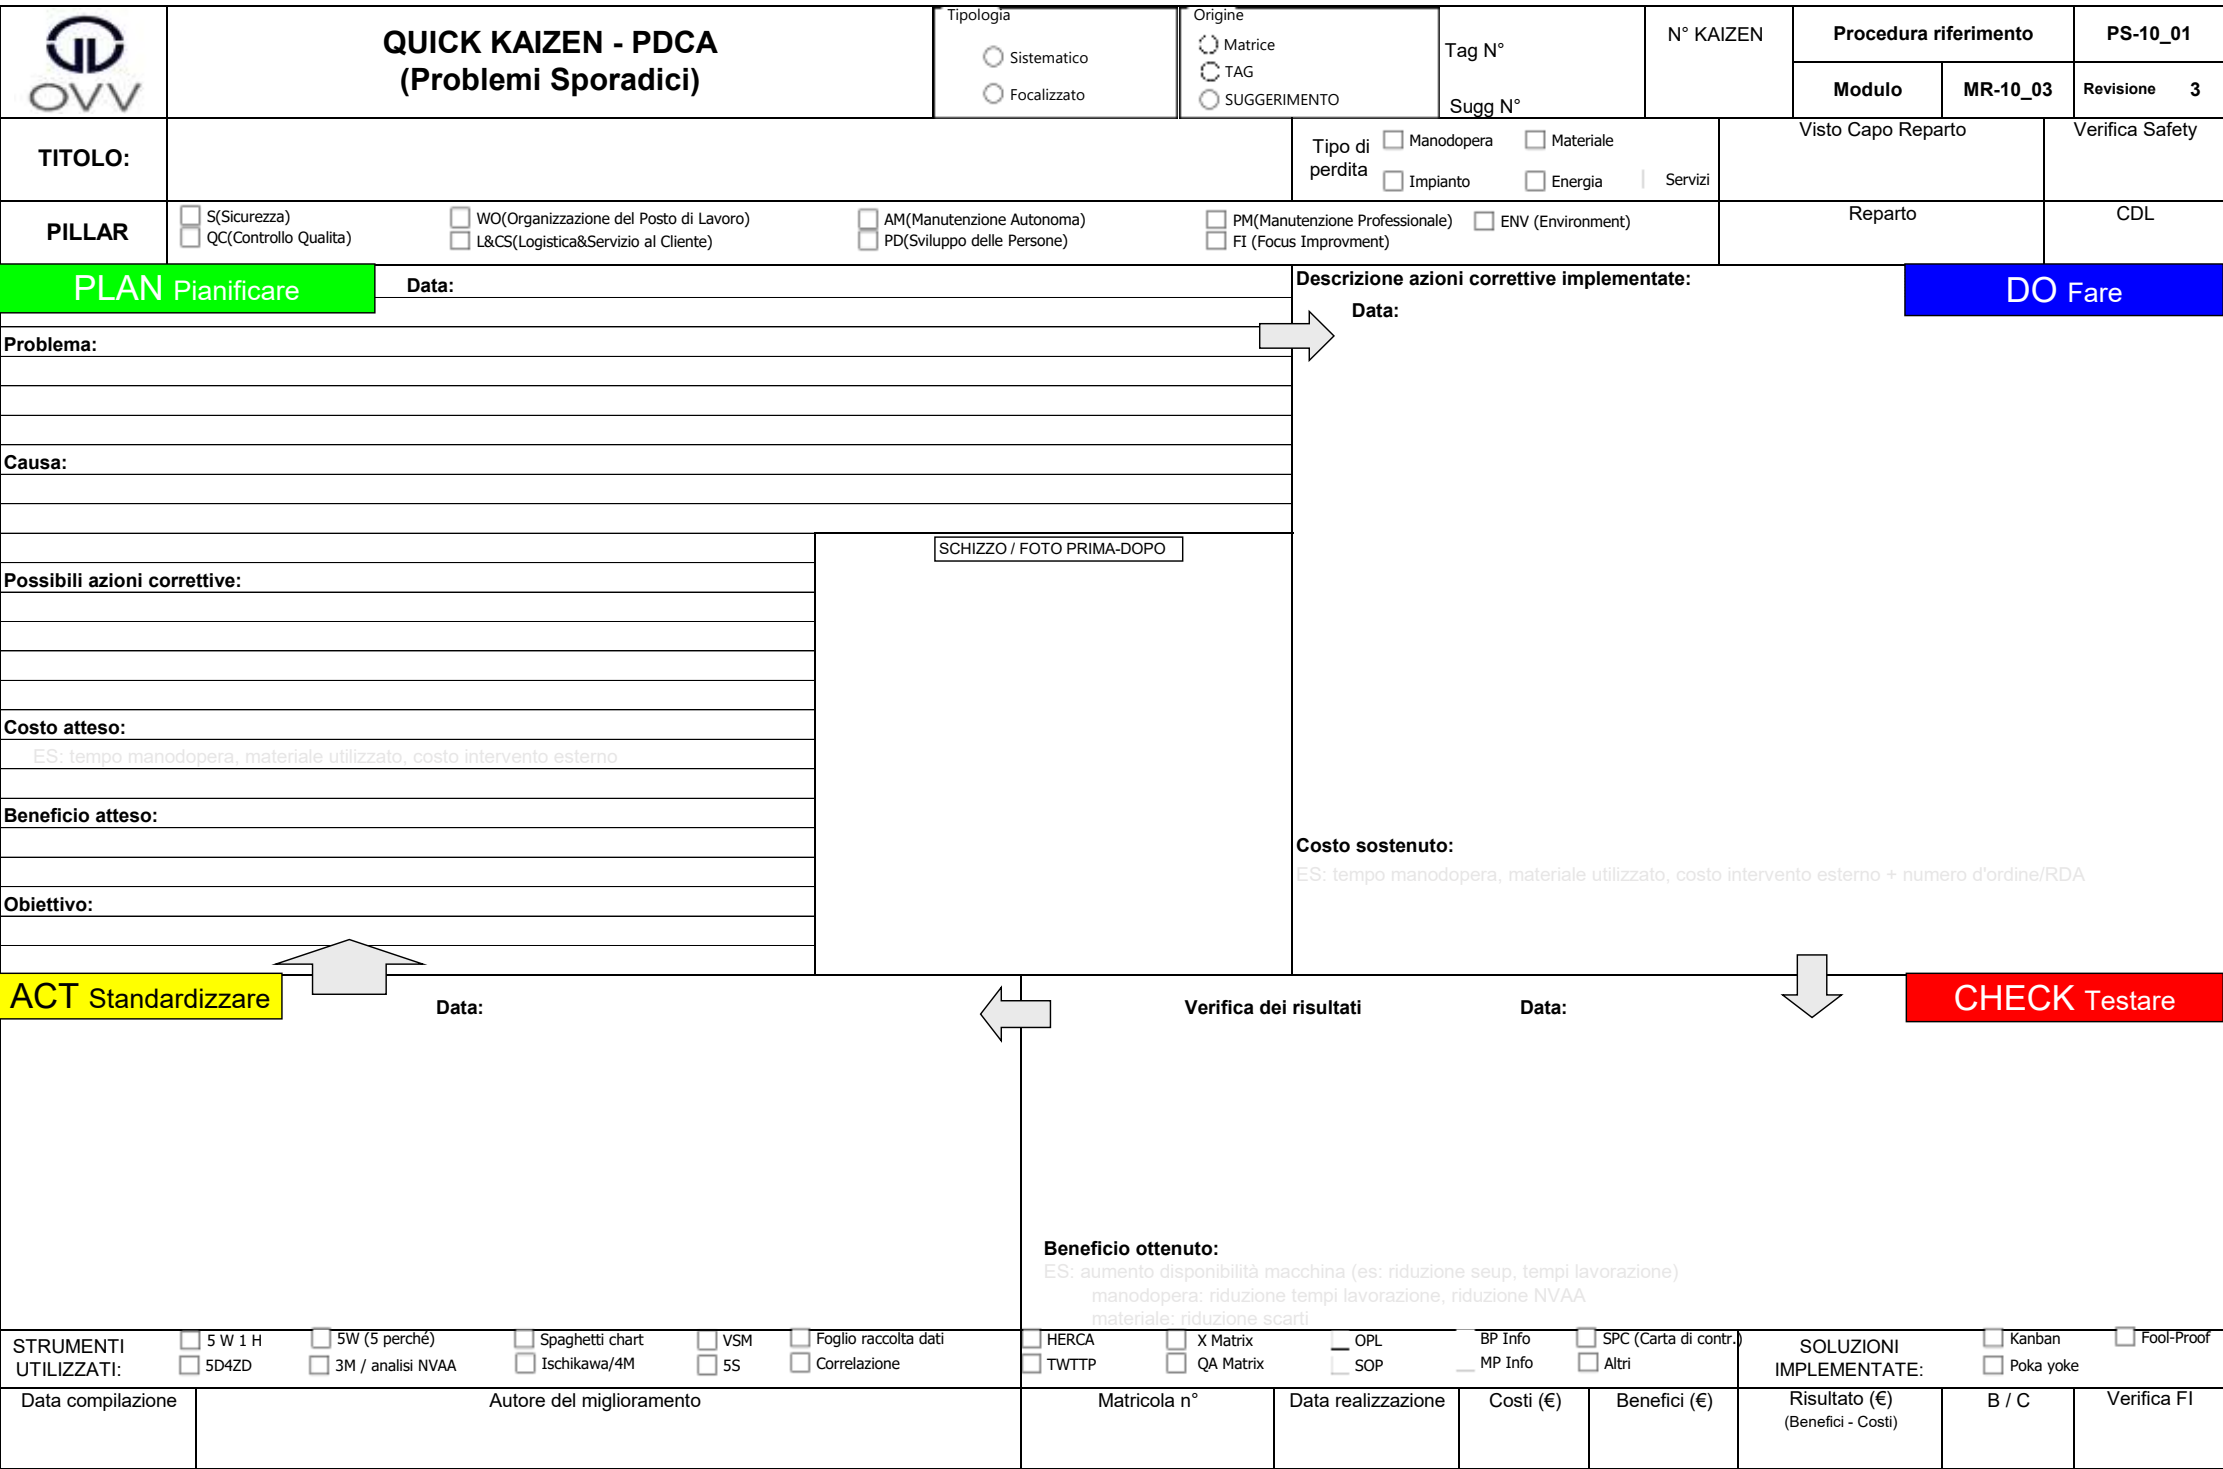 OVV
QUICK KAIZEN - PDCA
(Problemi Sporadici)
Tipologia
Sistematico
Focalizzato
Origine
Matrice
TAG
SUGGERIMENTO
Tag N°
Sugg N°
N° KAIZEN
Procedura riferimento
PS-10_01
Modulo
MR-10_03
Revisione 3
TITOLO:
Tipo di
perdita
Manodopera
Materiale
Impianto
Energia
Servizi
Visto Capo Reparto
Verifica Safety
PILLAR
S(Sicurezza)
QC(Controllo Qualita)
WO(Organizzazione del Posto di Lavoro)
L&CS(Logistica&Servizio al Cliente)
AM(Manutenzione Autonoma)
PD(Sviluppo delle Persone)
PM(Manutenzione Professionale)
FI (Focus Improvment)
ENV (Environment)
Reparto
CDL
PLAN Pianificare
Data:
Problema:
Causa:
Possibili azioni correttive:
Costo atteso:
ES: tempo manodopera, materiale utilizzato, costo intervento esterno
Beneficio atteso:
Obiettivo:
SCHIZZO / FOTO PRIMA-DOPO
Descrizione azioni correttive implementate:
DO Fare
Data:
Costo sostenuto:
ES: tempo manodopera, materiale utilizzato, costo intervento esterno + numero d'ordine/RDA
ACT Standardizzare
Data:
Verifica dei risultati
Data:
CHECK Testare
Beneficio ottenuto:
ES: aumento disponibilità macchina (es: riduzione seup, tempi lavorazione)
manodopera: riduzione tempi lavorazione, riduzione NVAA
materiale: riduzione scarti
STRUMENTI
UTILIZZATI:
5 W 1 H
5W (5 perché)
Spaghetti chart
VSM
Foglio raccolta dati
HERCA
X Matrix
OPL
BP Info
SPC (Carta di contr.)
5D4ZD
3M / analisi NVAA
Ischikawa/4M
5S
Correlazione
TWTTP
QA Matrix
SOP
MP Info
Altri
SOLUZIONI
IMPLEMENTATE:
Kanban
Fool-Proof
Poka yoke
Data compilazione
Autore del miglioramento
Matricola n°
Data realizzazione
Costi (€)
Benefici (€)
Risultato (€)
(Benefici - Costi)
B / C
Verifica FI